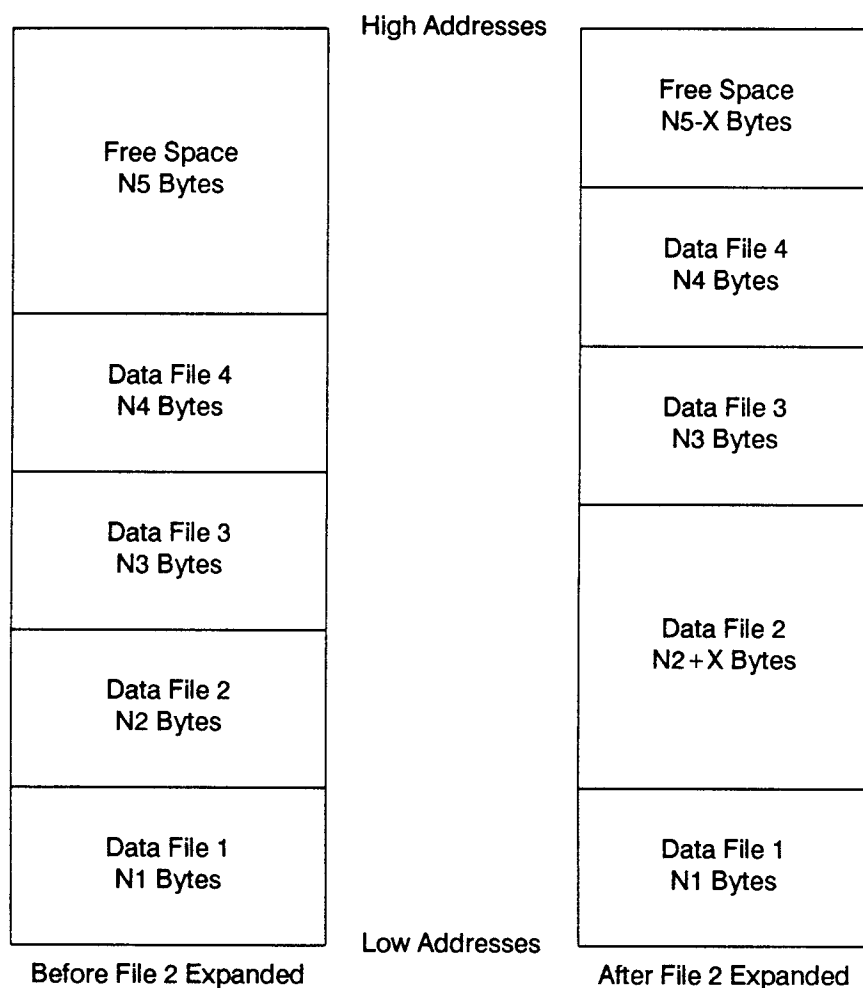 High Addresses
Free Space
N5 Bytes
Data File 4
N4 Bytes
Data File 3
N3 Bytes
Data File 2
N2 Bytes
Data File 1
N1 Bytes
Before File 2 Expanded
Free Space
N5-X Bytes
Data File 4
N4 Bytes
Data File 3
N3 Bytes
Data File 2
N2+X Bytes
Data File 1
N1 Bytes
Low Addresses
After File 2 Expanded